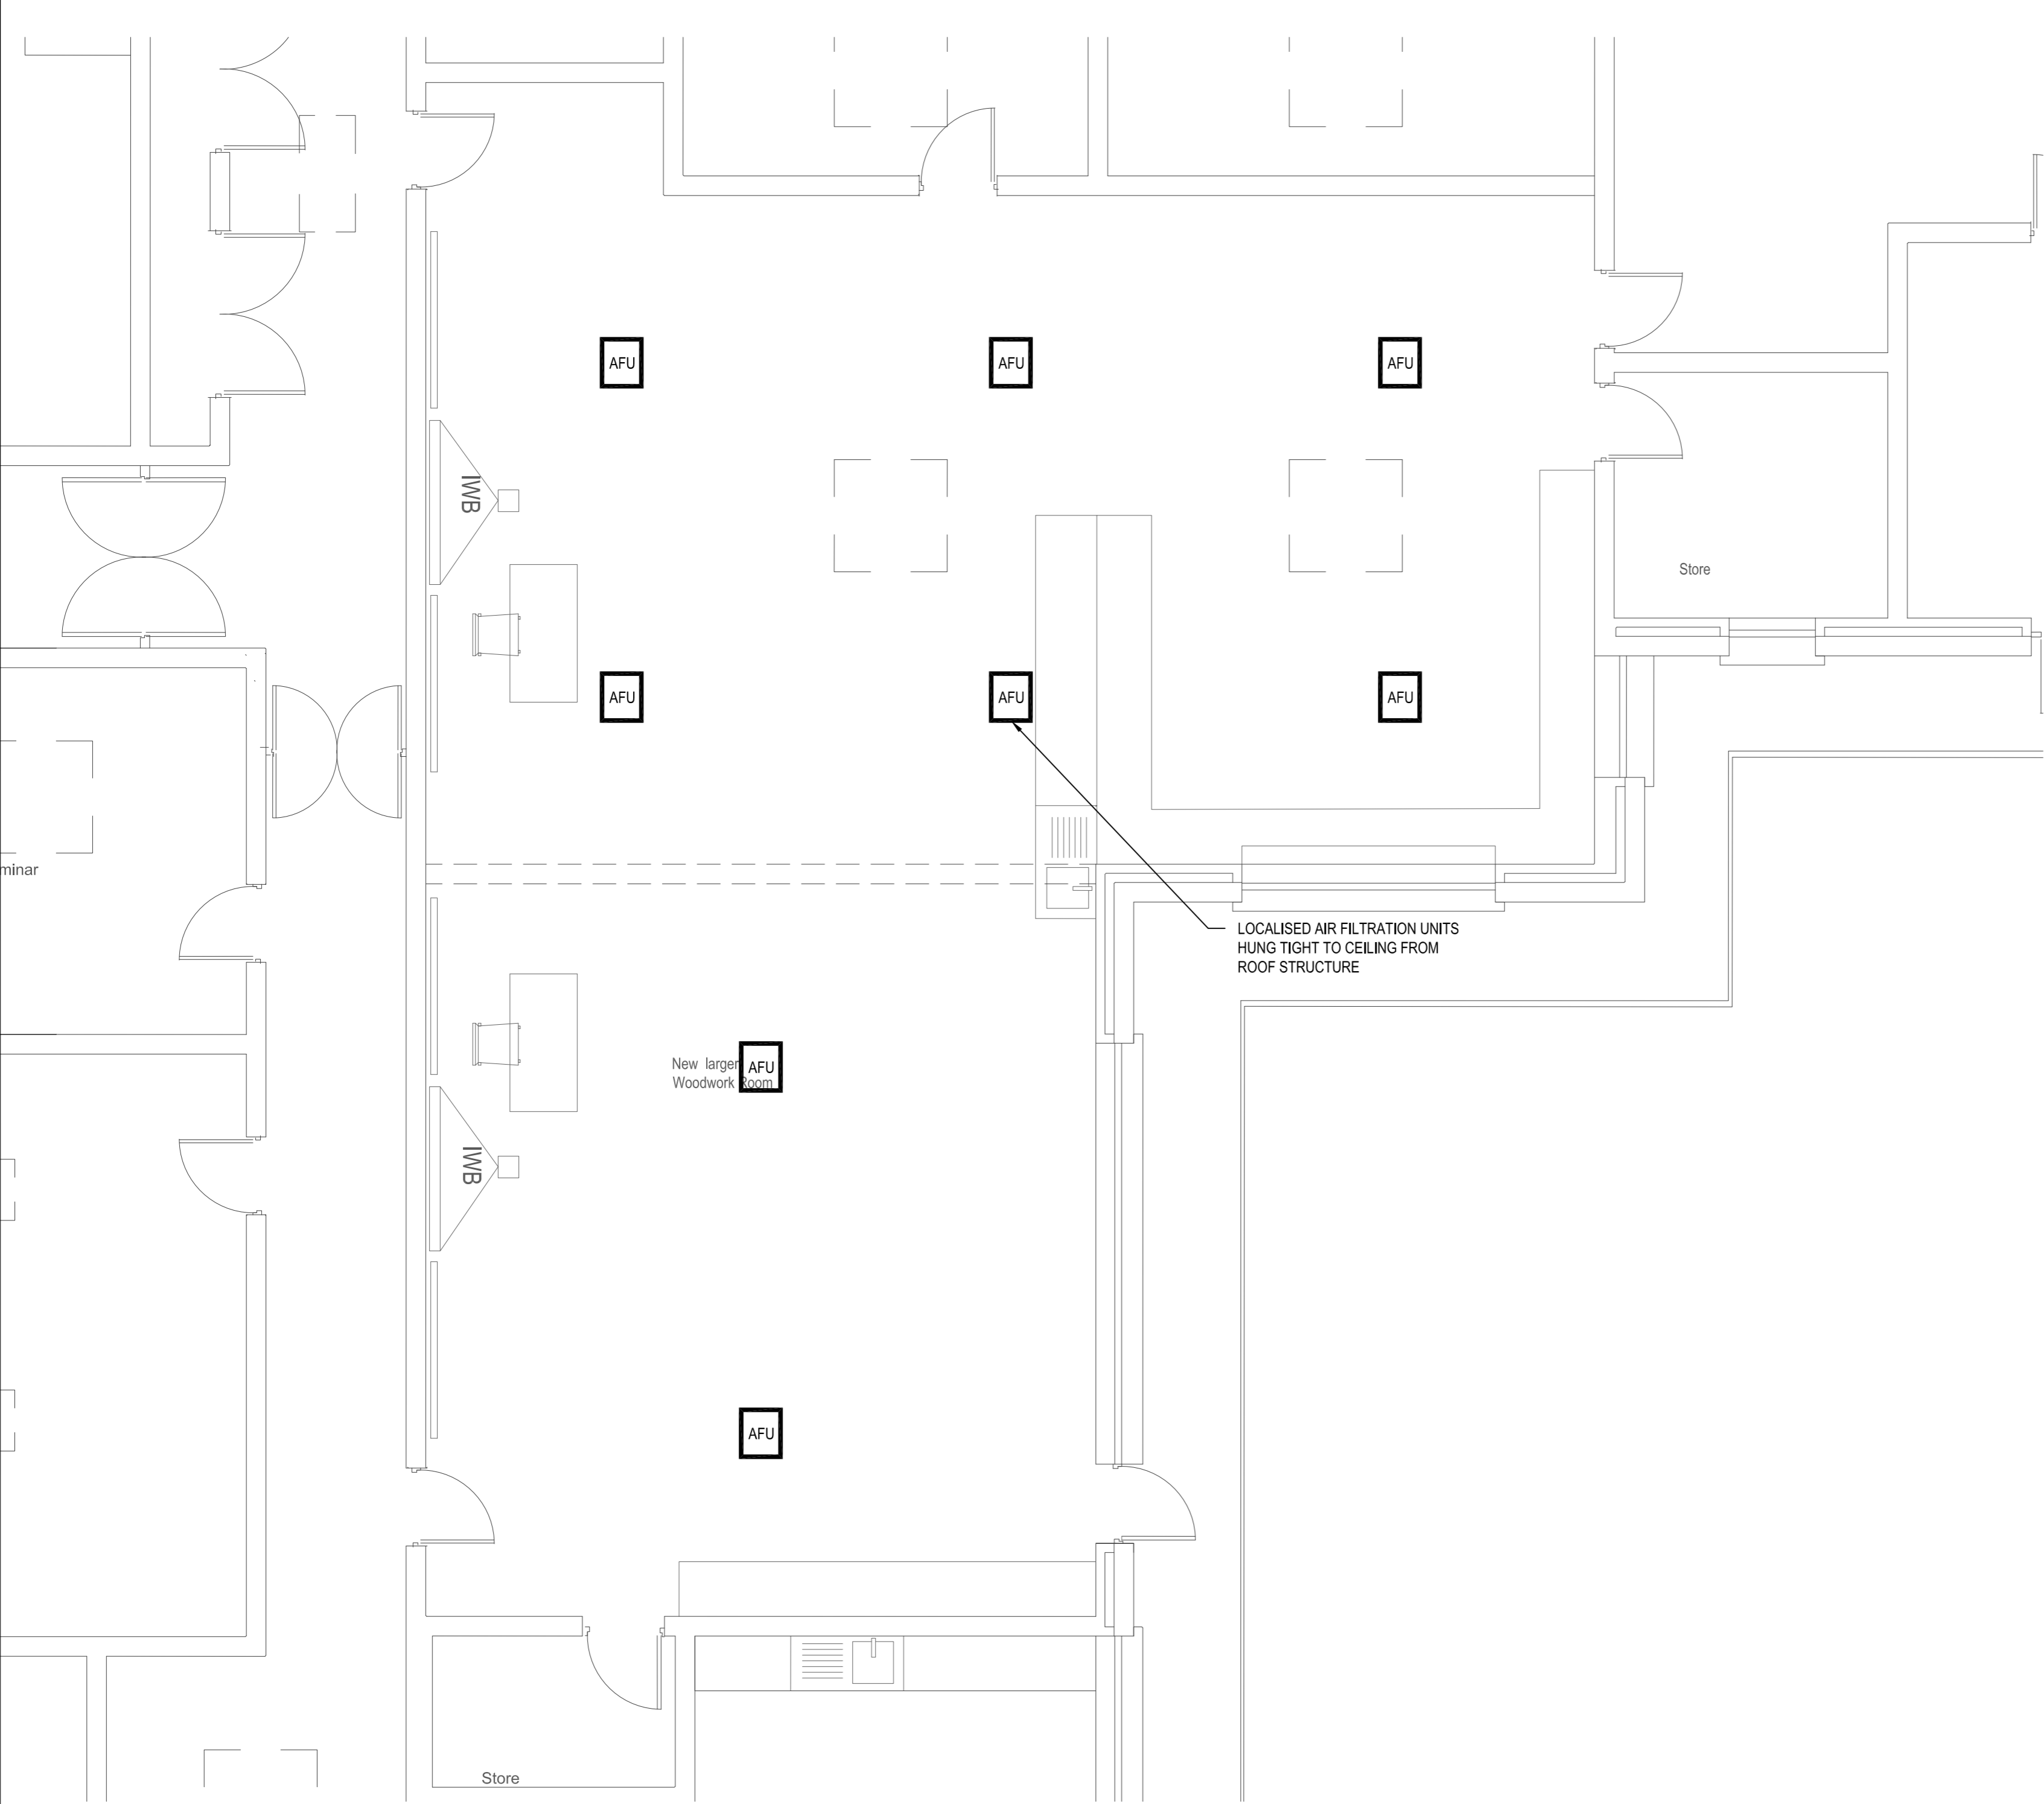 AFU
AFU
AFU
IWB
Store
AFU
AFU
AFU
minar
LOCALISED AIR FILTRATION UNITS
HUNG TIGHT TO CEILING FROM
ROOF STRUCTURE
New larger
Woodwork Room
AFU
IWB
AFU
Store